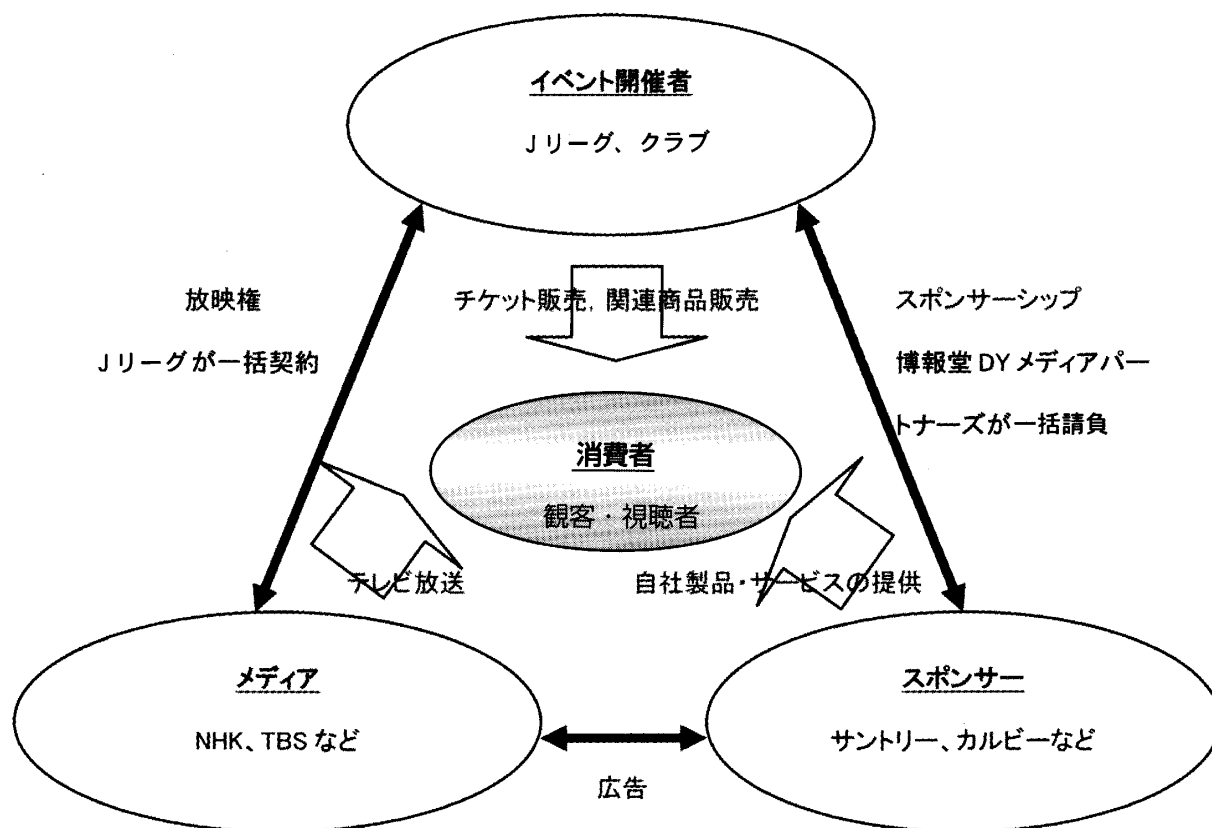 イベント開催者
Jリーグ、クラブ
放映権
Jリーグが一括契約
チケット販売, 関連商品販売
スポンサーシップ
博報堂 DY メディアパー
トナーズが一括請負
消費者
観客・視聴者
テレビ放送
自社製品・サービスの提供
メディア
NHK、TBS など
スポンサー
サントリー、カルビーなど
広告